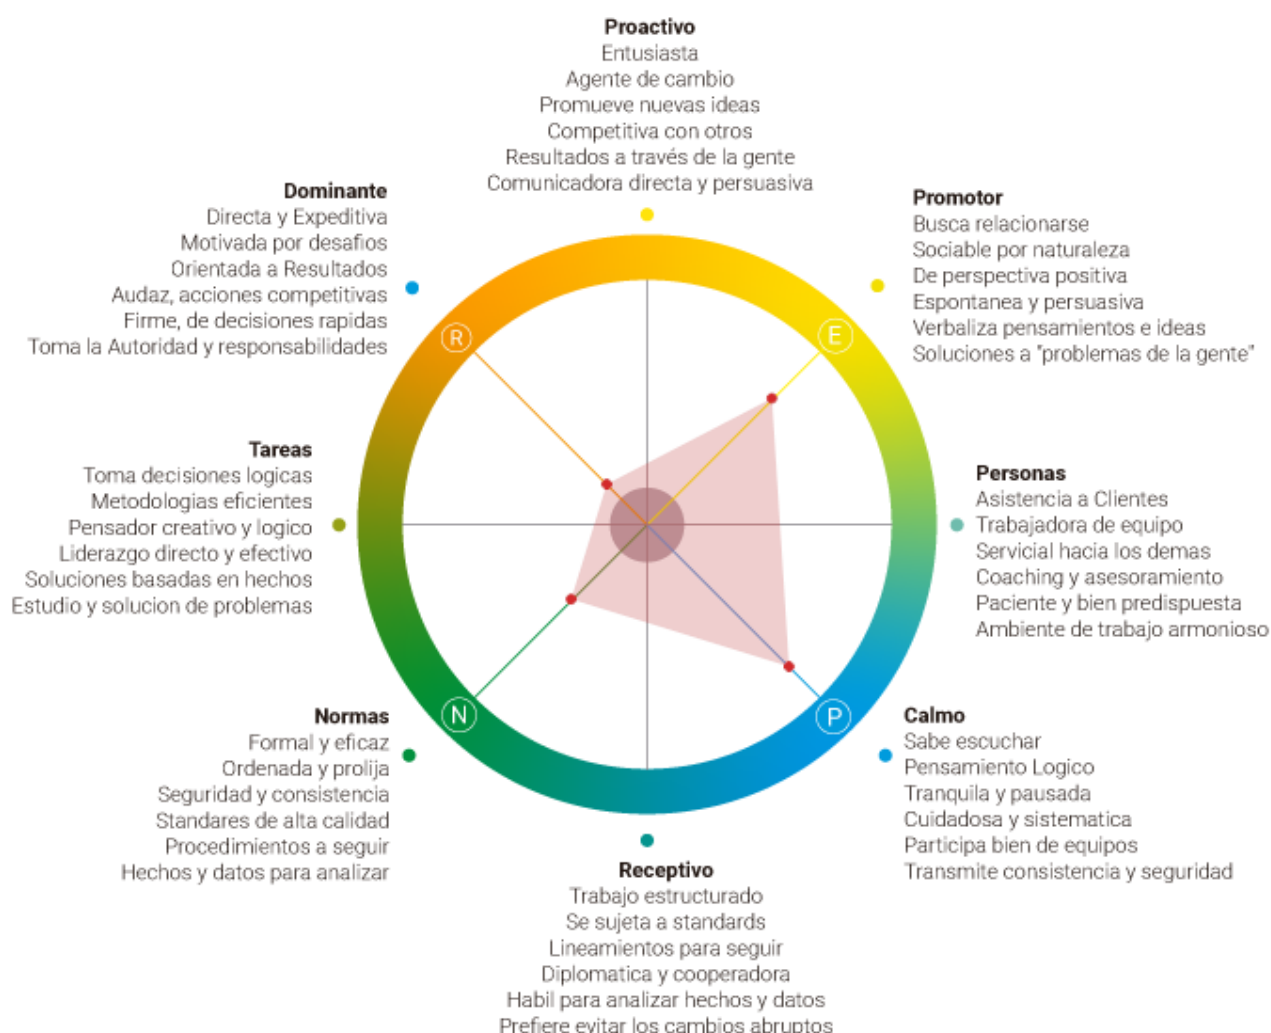 Proactivo
Entusiasta
Agente de cambio
Promueve nuevas ideas
Competitiva con otros
Resultados a través de la gente
Comunicadora directa y persuasiva
Dominante
Directa y Expeditiva
Motivada por desafios
Orientada a Resultados
Audaz, acciones competitivas
Firme, de decisiones rapidas
Toma la Autoridad y responsabilidades
Promotor
Busca relacionarse
Sociable por naturaleza
De perspectiva positiva
Espontanea y persuasiva
Verbaliza pensamientos e ideas
Soluciones a "problemas de la gente"
R
E
Tareas
Toma decisiones logicas
Metodologias eficientes
Pensador creativo y logico
Liderazgo directo y efectivo
Soluciones basadas en hechos
Estudio y solucion de problemas
Personas
Asistencia a Clientes
Trabajadora de equipo
Servicial hacia los demas
Coaching y asesoramiento
Paciente y bien predispuesta
Ambiente de trabajo armonioso
N
P
Normas
Formal y eficaz
Ordenada y prolija
Seguridad y consistencia
Standares de alta calidad
Procedimientos a seguir
Hechos y datos para analizar
Calmo
Sabe escuchar
Pensamiento Logico
Tranquila y pausada
Cuidadosa y sistematica
Participa bien de equipos
Transmite consistencia y seguridad
Receptivo
Trabajo estructurado
Se sujeta a standards
Lineamientos para seguir
Diplomatica y cooperadora
Habil para analizar hechos y datos
Prefiere evitar los cambios abruptos